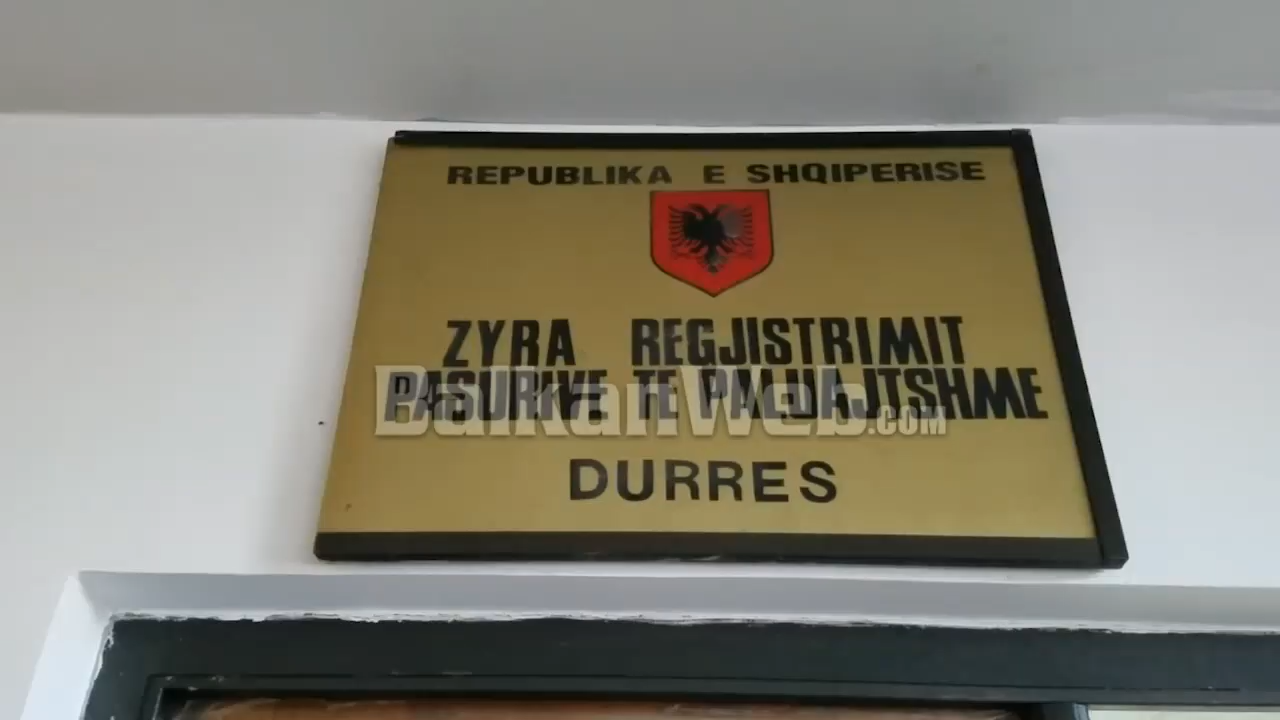 REPUBLIKA E SHQIPERISE
ZYRA REGJISTRIMIT
PASURIVE TE PALUAJTSHME
BalkanWeb.COM
DURRES